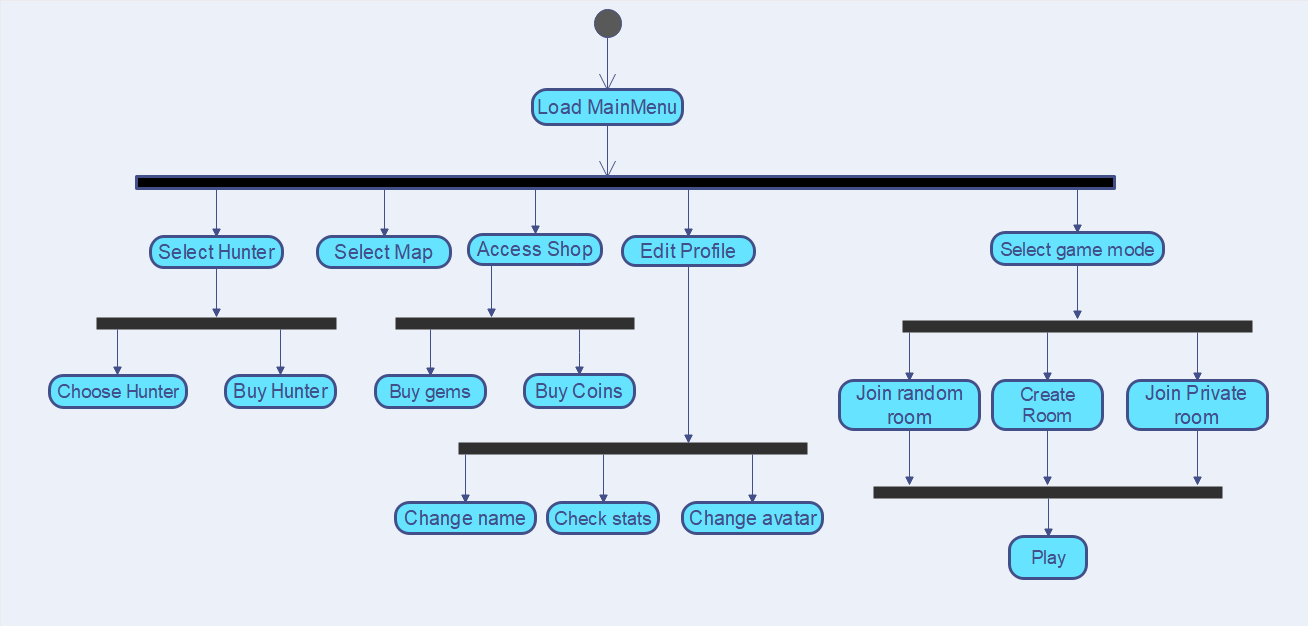 Load MainMenu
Select Hunter
Select Map
Access Shop
Edit Profile
Select game mode
Choose Hunter
Buy Hunter
Buy gems
Buy Coins
Join random
room
Create
Room
Join Private
room
Change name
Check stats
Change avatar
Play